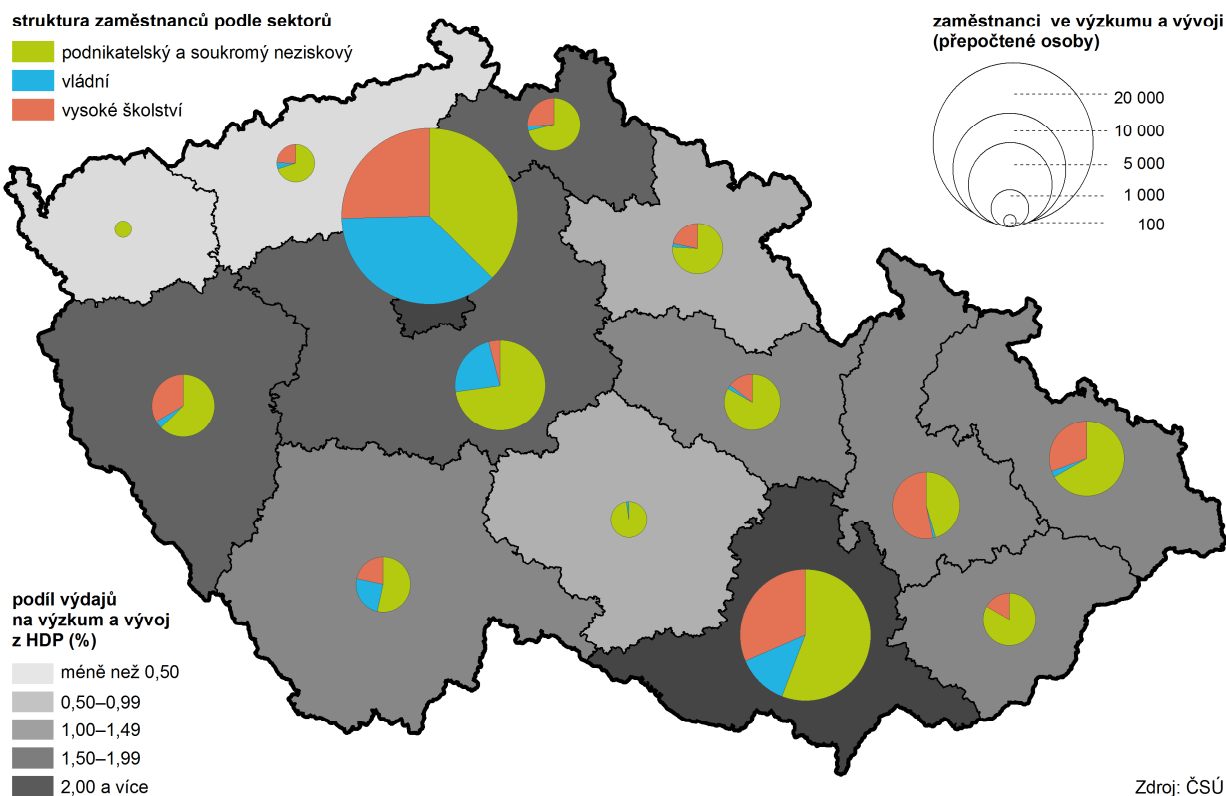 struktura zaměstnanců podle sektorů
podnikatelský a soukromý neziskový
vládní
vysoké školství
zaměstnanci ve výzkumu a vývoji
(přepočtené osoby)
20 000
10 000
5 000
1 000
100
podíl výdajů
na výzkum a vývoj
z HDP (%)
méně než 0,50
0,50–0,99
1,00–1,49
1,50–1,99
2,00 a více
Zdroj: ČSÚ